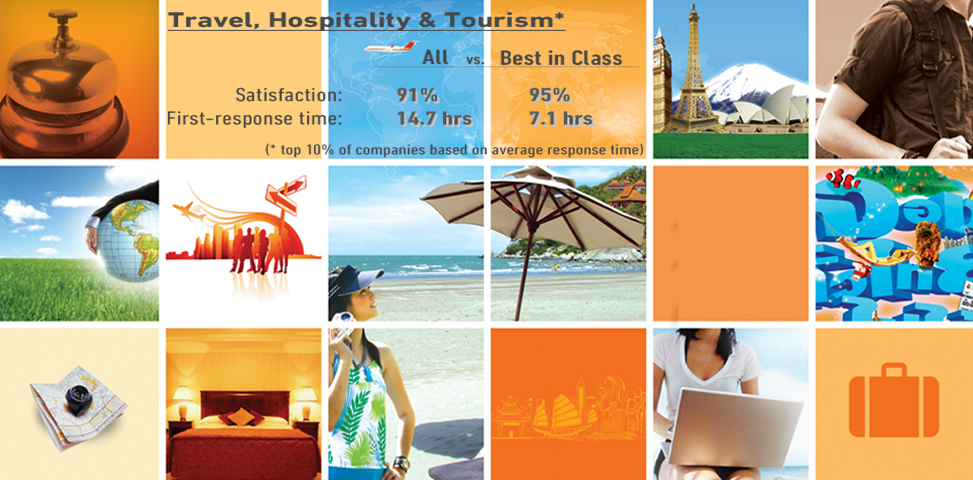 Travel, Hospitality & Tourism*
All vs. Best in Class
Satisfaction: 91% 95%
First-response time: 14.7 hrs 7.1 hrs
(* top 10% of companies based on average response time)